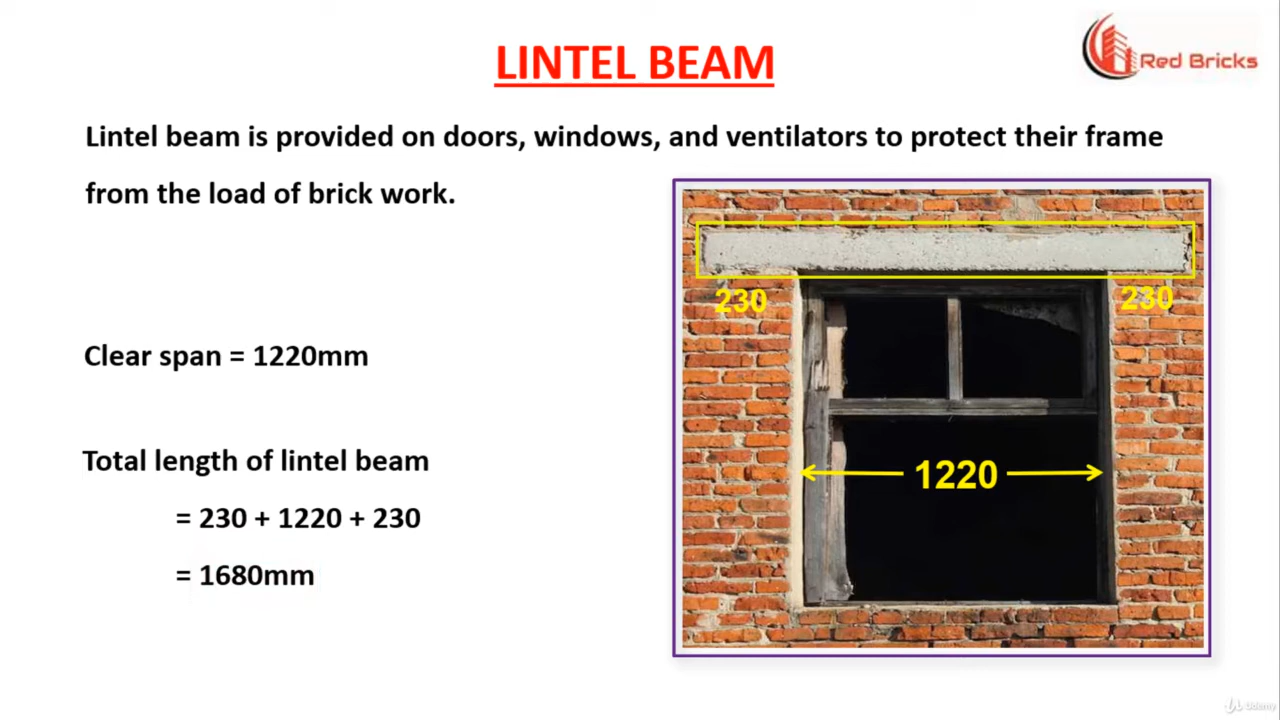 LINTEL BEAM
Red Bricks
Lintel beam is provided on doors, windows, and ventilators to protect their frame
from the load of brick work.
230
230
Clear span = 1220mm
Total length of lintel beam
1220
= 230 + 1220 + 230
= 1680mm
Udemy